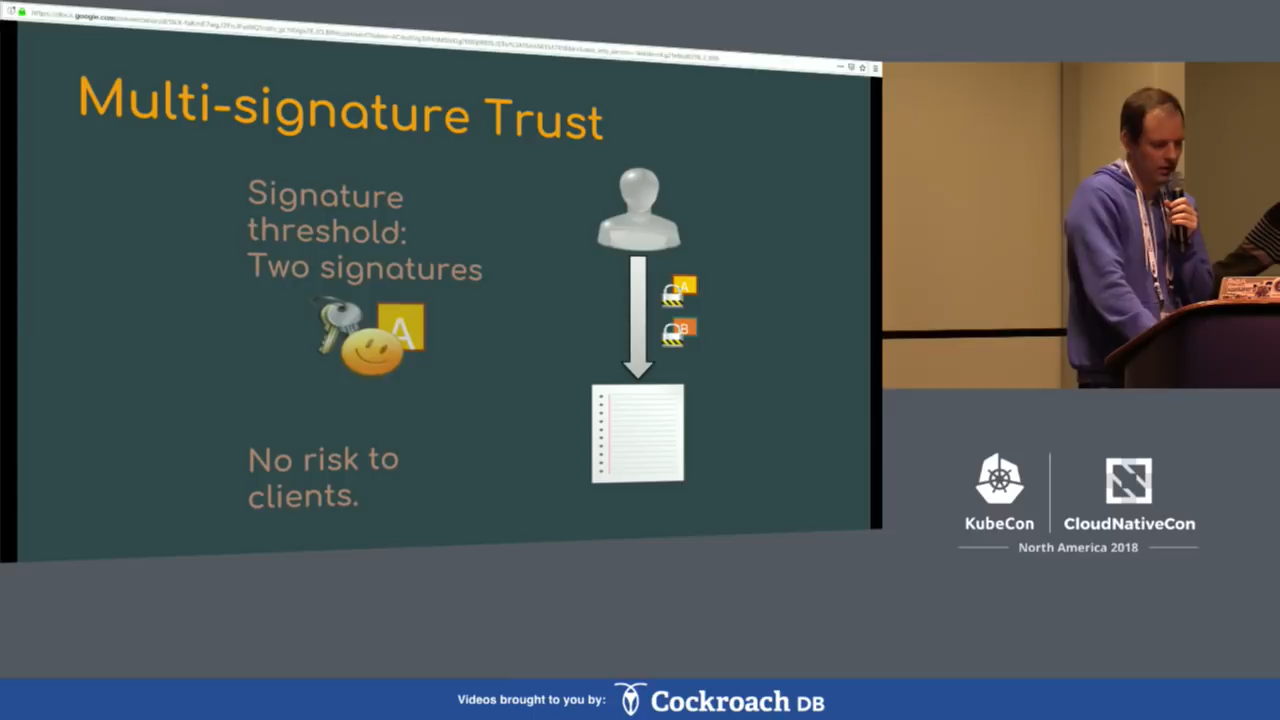 Multi-signature Trust
Signature
threshold:
Two signatures
A
A
B
No risk to
clients.
KubeCon
CloudNativeCon
North America 2018
Videos brought to you by:
Cockroach DB